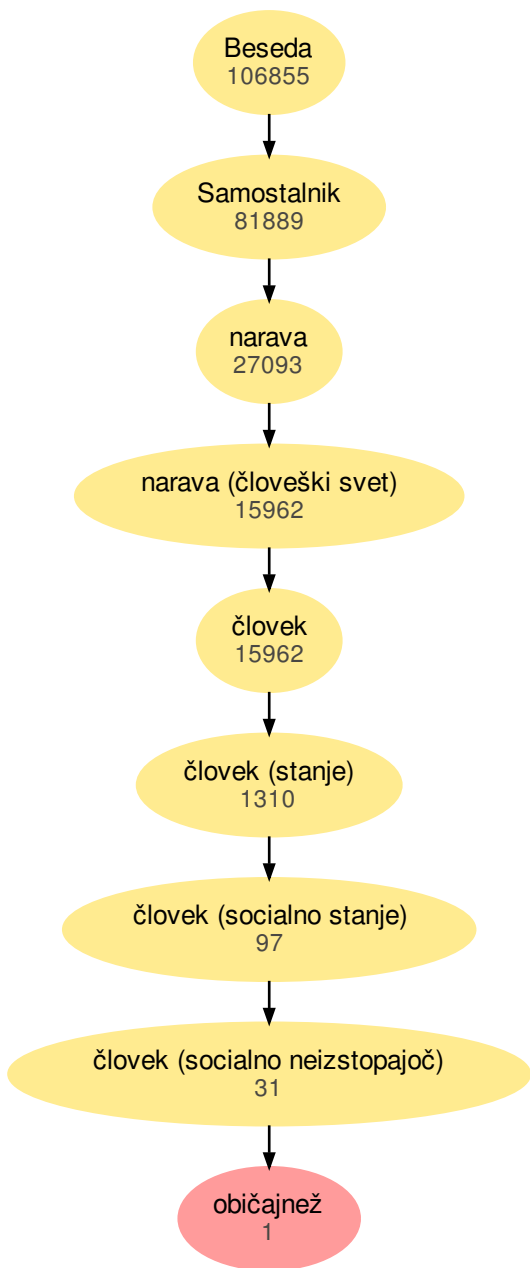 Beseda
106855
Samostalnik
81889
narava
27093
narava (človeški svet)
15962
človek
15962
človek (stanje)
1310
človek (socialno stanje)
97
človek (socialno neizstopajoč)
31
običajnež
1